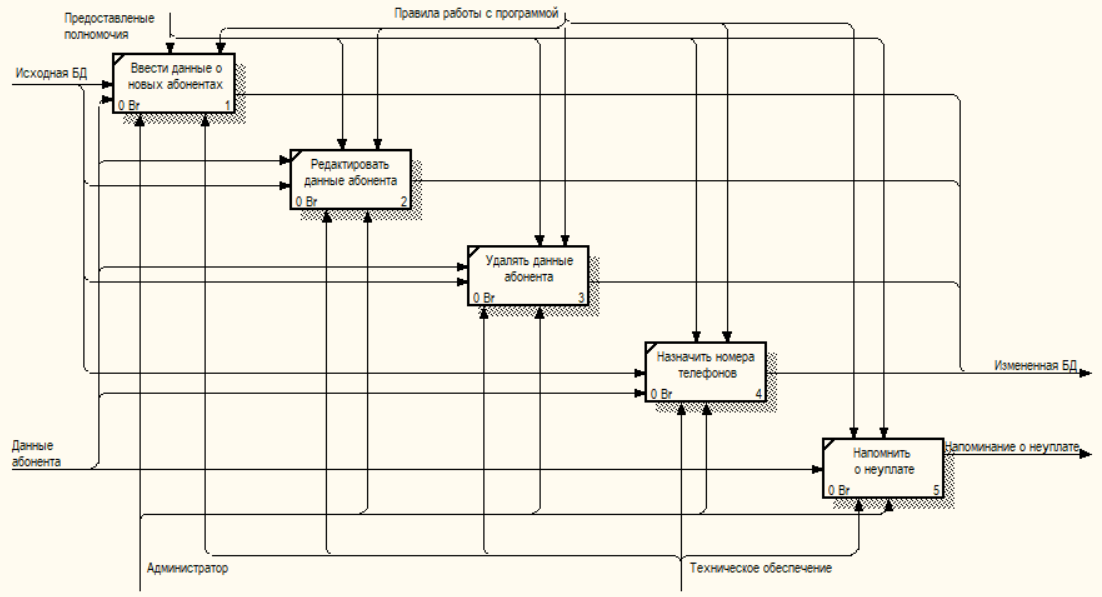 Предоставленые
полномочия
Правила работы с программой
Исходная БД
Ввести данные о
новых абонентах
0 Br 1
Редактировать
данные абонента
0 Br 2
Удалять данные
абонента
0 Br 3
Назначить номера
телефонов
0 Br 4
Измененная БД
Данные
абонента
Напомнить
о неуплате
0 Br 5
Напоминание о неуплате
Администратор
Техническое обеспечение